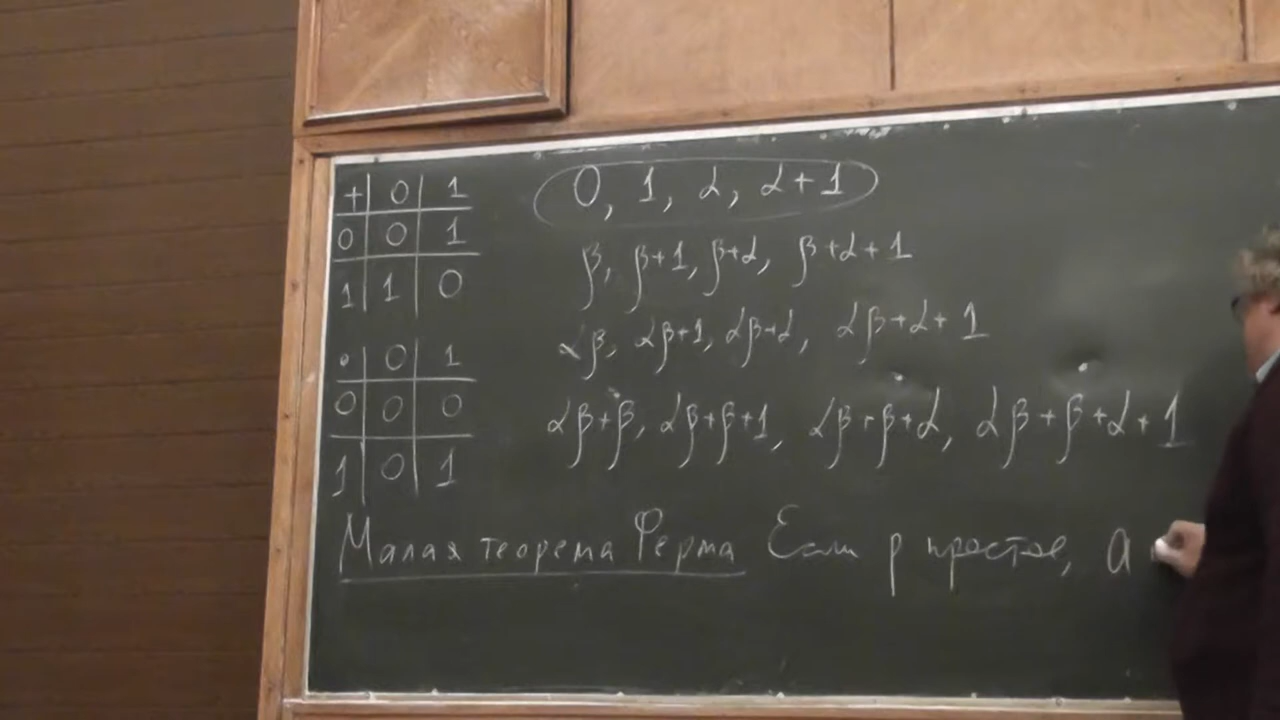 + 0 1
0 0 1
1 1 0
· 0 1
0 0 0
1 0 1
0, 1, α, α+1
β, β+1, β+α, β+α+1
αβ, αβ+1, αβ+α, αβ+α+1
αβ+β, αβ+β+1, αβ+β+α, αβ+β+α+1
Малая теорема Ферма Если p простое, a